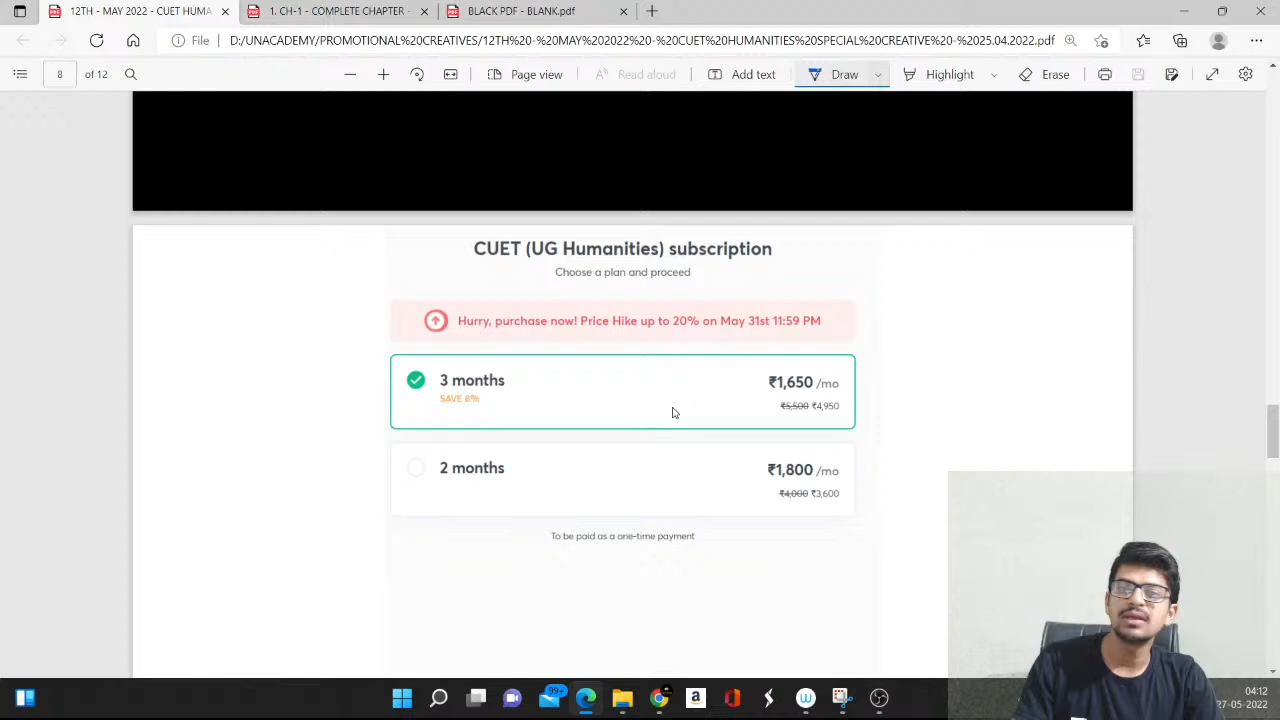 12TH - MAY 2022 - CUET HUMA
1. CH-1 - COMPLETE CHAPTER -
BLACK PDF - BLANK.pdf
File
D:/UNACADEMY/PROMOTIONAL%20CREATIVES/12TH%20-%20MAY%202022%20-%20CUET%20HUMANITIES%20SPECIAL%20CREATIVE%20-%2025.04.2022.pdf
8 of 12
Page view
Read aloud
Add text
Draw
Highlight
Erase
CUET (UG Humanities) subscription
Choose a plan and proceed
Hurry, purchase now! Price Hike up to 20% on May 31st 11:59 PM
3 months
₹1,650 /mo
SAVE 8%
₹5,500 ₹4,950
2 months
₹1,800 /mo
₹4,000 ₹3,600
To be paid as a one-time payment
99+
04:12
27-05-2022